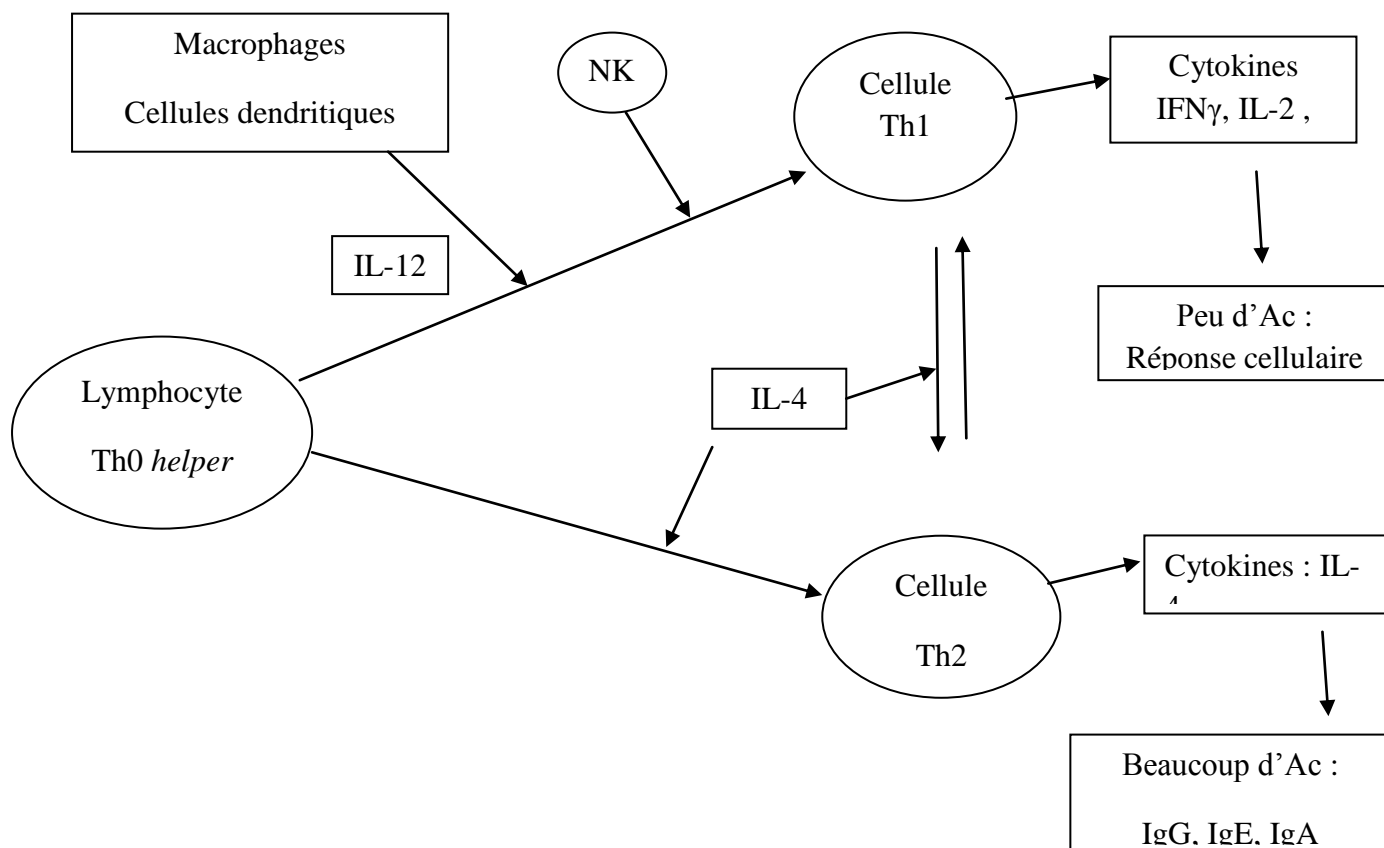 Macrophages
Cellules dendritiques
NK
Cellule
Th1
Cytokines
IFNγ, IL-2 ,
IL-12
Peu d’Ac :
Réponse cellulaire
Lymphocyte
Th0 helper
IL-4
Cellule
Th2
Cytokines : IL-
4
Beaucoup d’Ac :
IgG, IgE, IgA